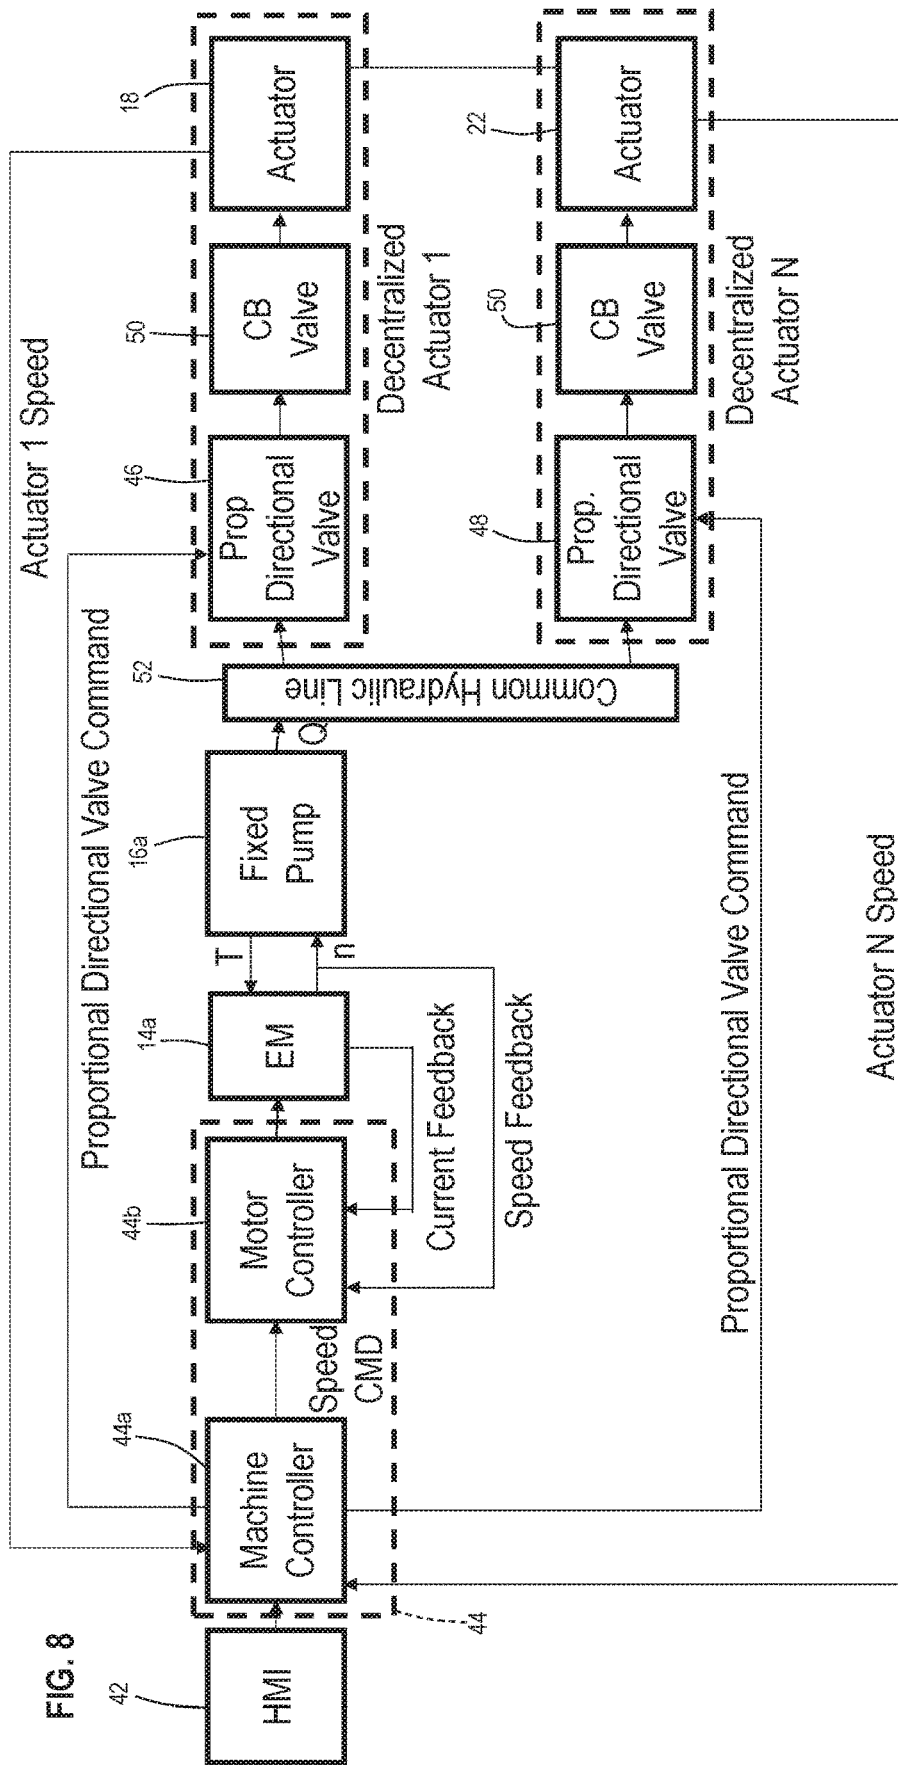 FIG. 8
42
HMI
44
44a
Machine
Controller
Speed
CMD
44b
Motor
Controller
Current Feedback
Speed Feedback
14a
EM
T
n
16a
Fixed
Pump
Q
52
Common Hydraulic Line
Proportional Directional Valve Command
Actuator 1 Speed
46
Prop
Directional
Valve
50
CB
Valve
18
Actuator
Decentralized
Actuator 1
48
Prop.
Directional
Valve
50
CB
Valve
22
Actuator
Decentralized
Actuator N
Proportional Directional Valve Command
Actuator N Speed